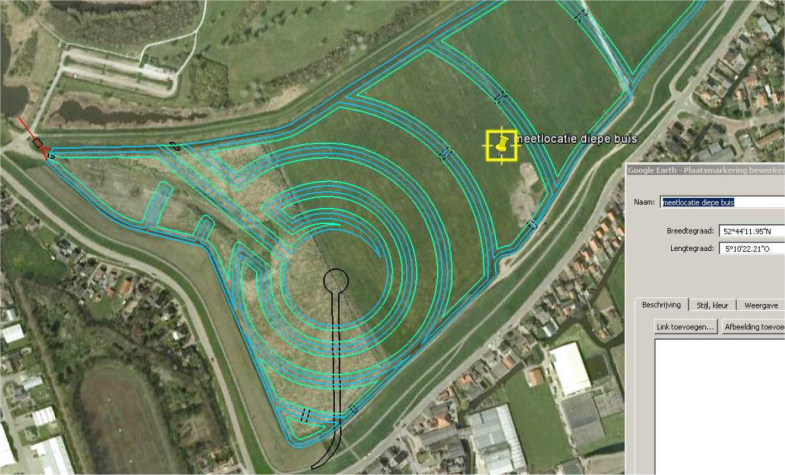 meetlocatie diepe buis
Google Earth - Plaatsmarkering bewerken
Naam: meetlocatie diepe buis
Breedtegraad: 52°44'11.95"N
Lengtegraad: 5°10'22.21"O
Beschrijving Stijl, kleur Weergave
Link toevoegen... Afbeelding toevoe